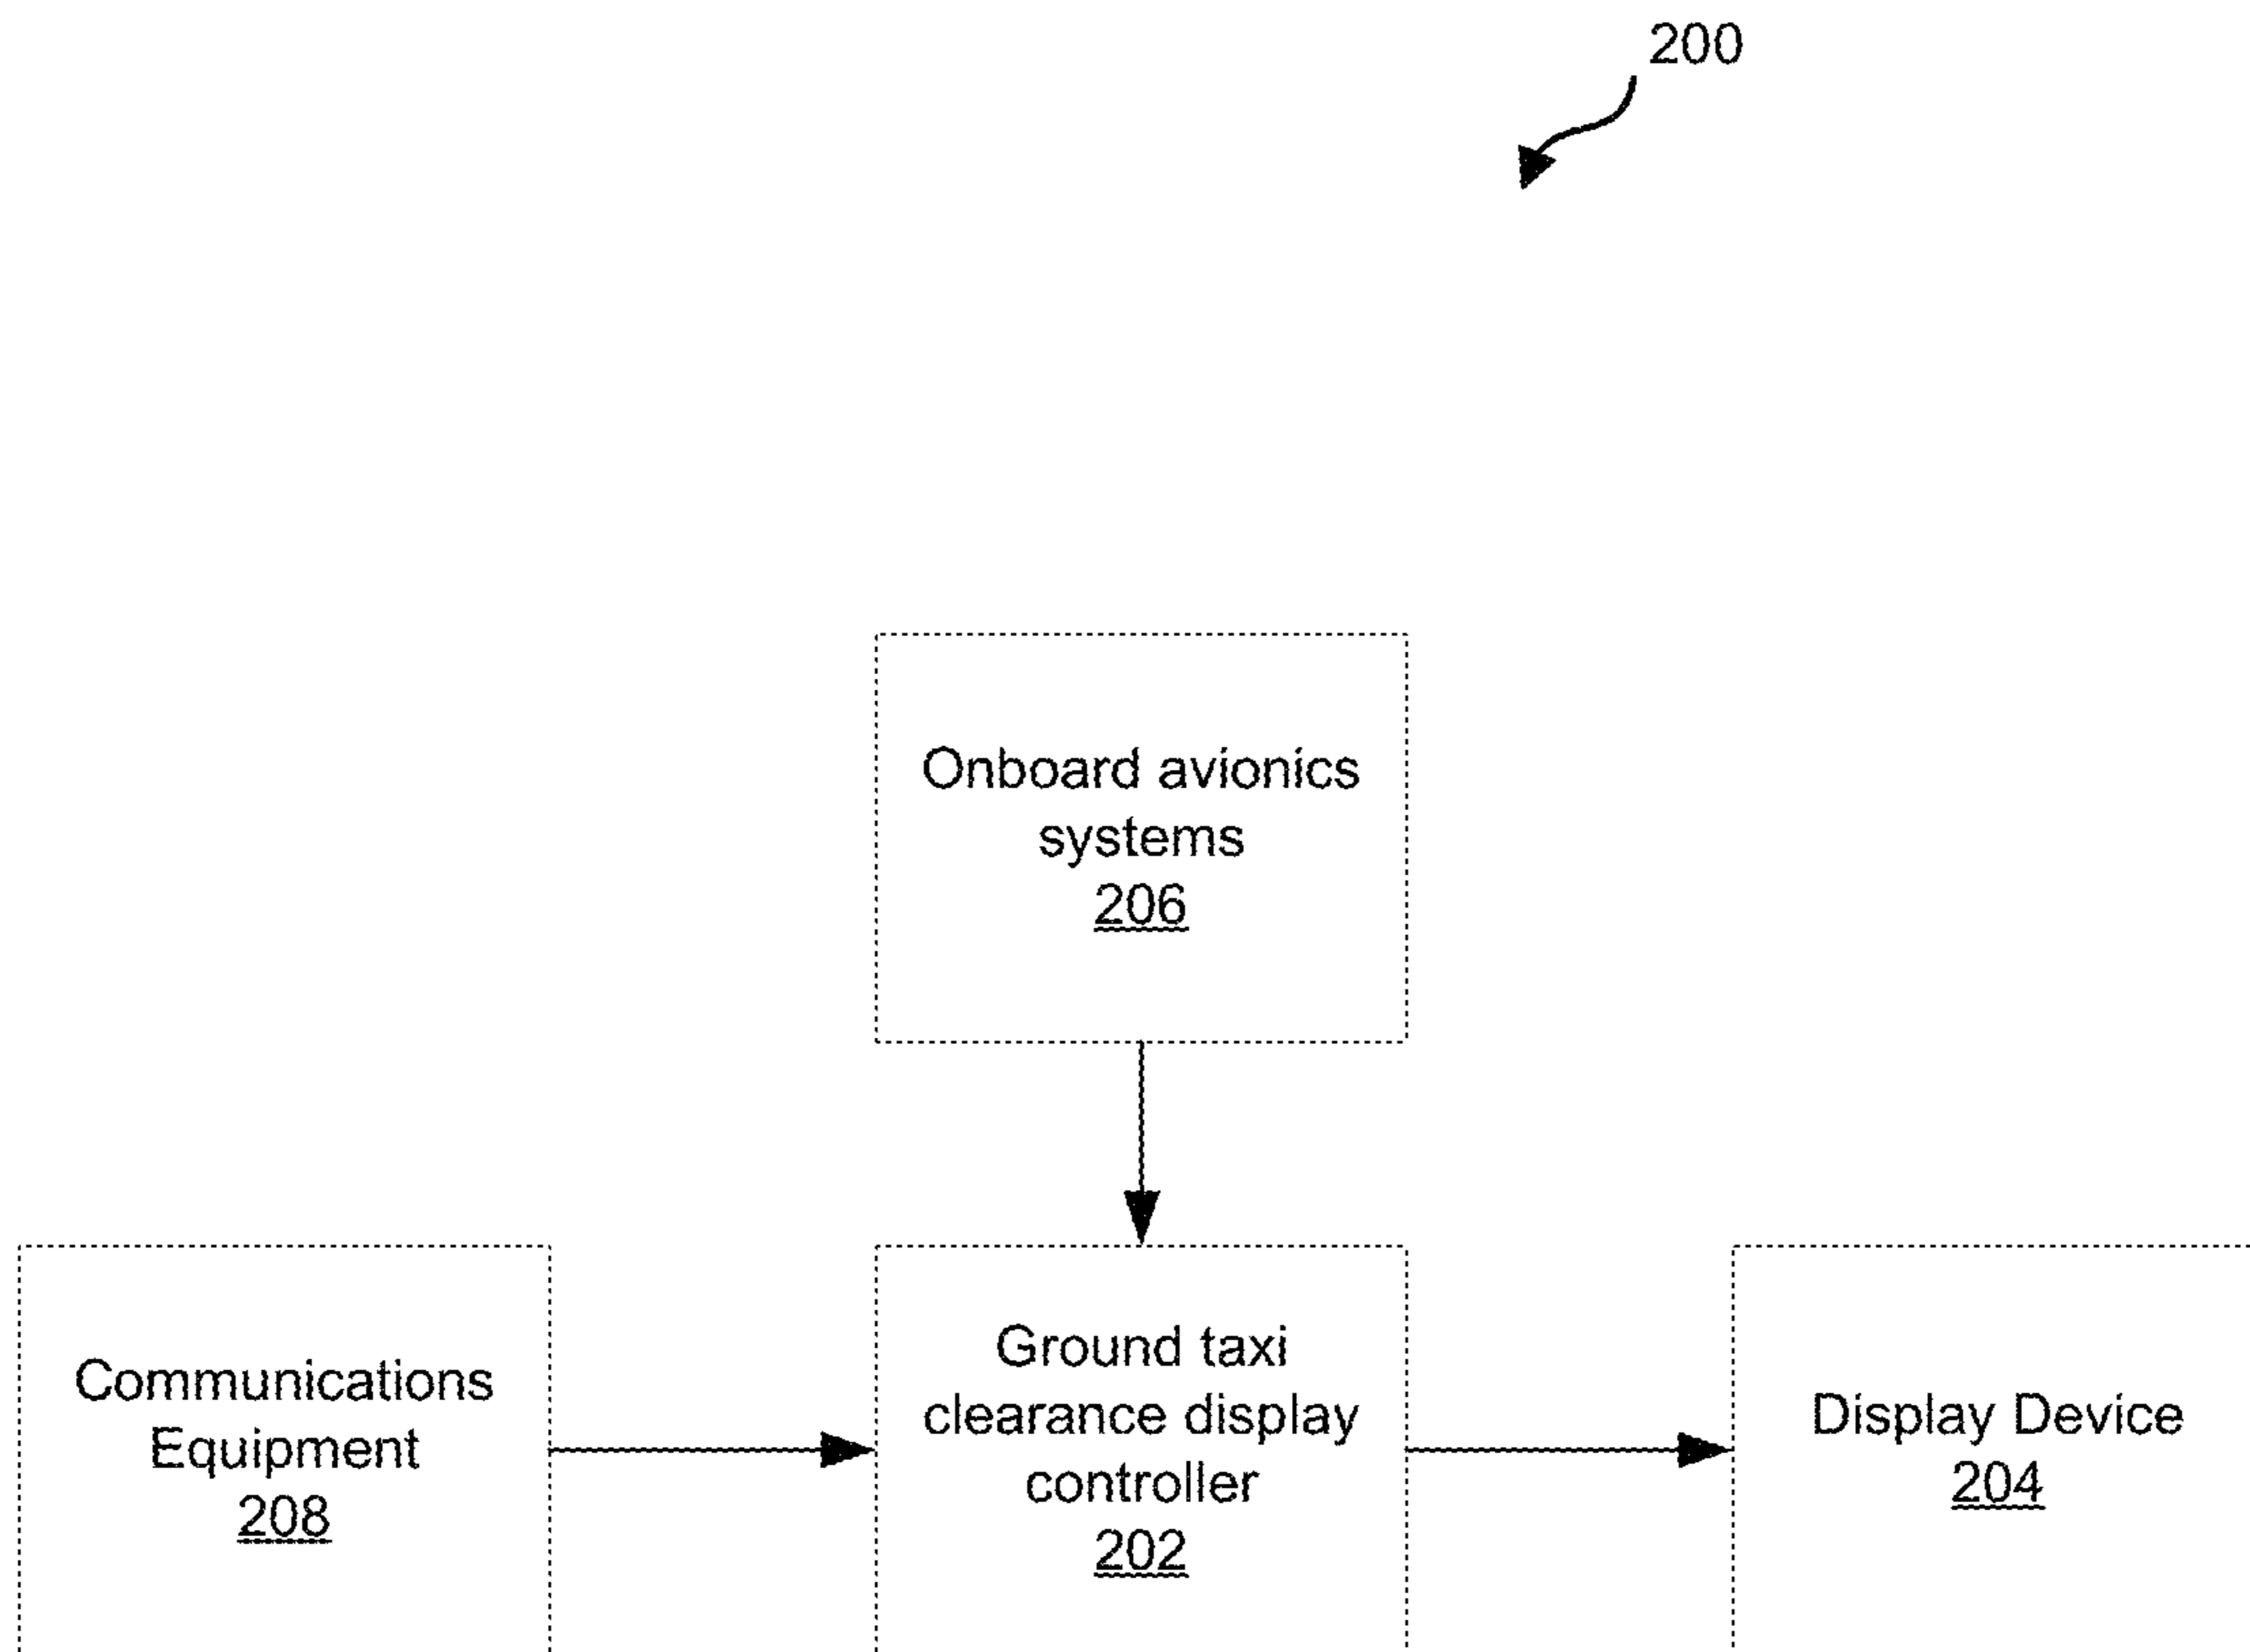 200
Onboard avionics
systems
206
Communications
Equipment
208
Ground taxi
clearance display
controller
202
Display Device
204